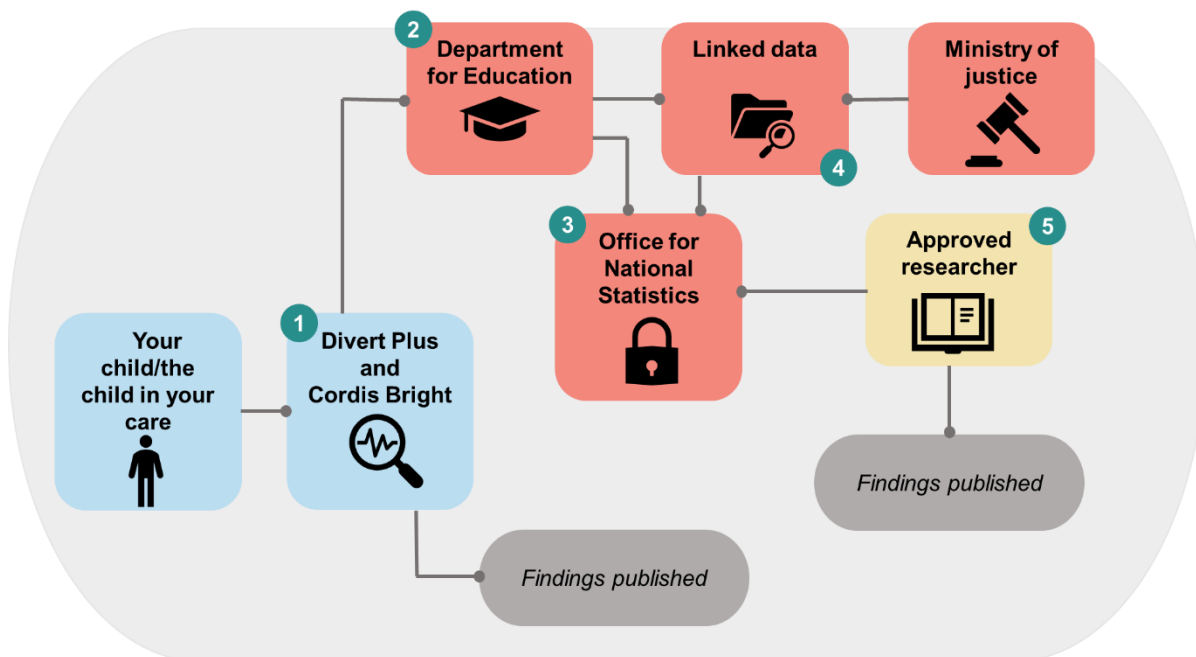 2
Department
for Education
Linked data
4
Ministry of
justice
3
Office for
National
Statistics
5
Approved
researcher
Your
child/the
child in your
care
1
Divert Plus
and
Cordis Bright
Findings published
Findings published